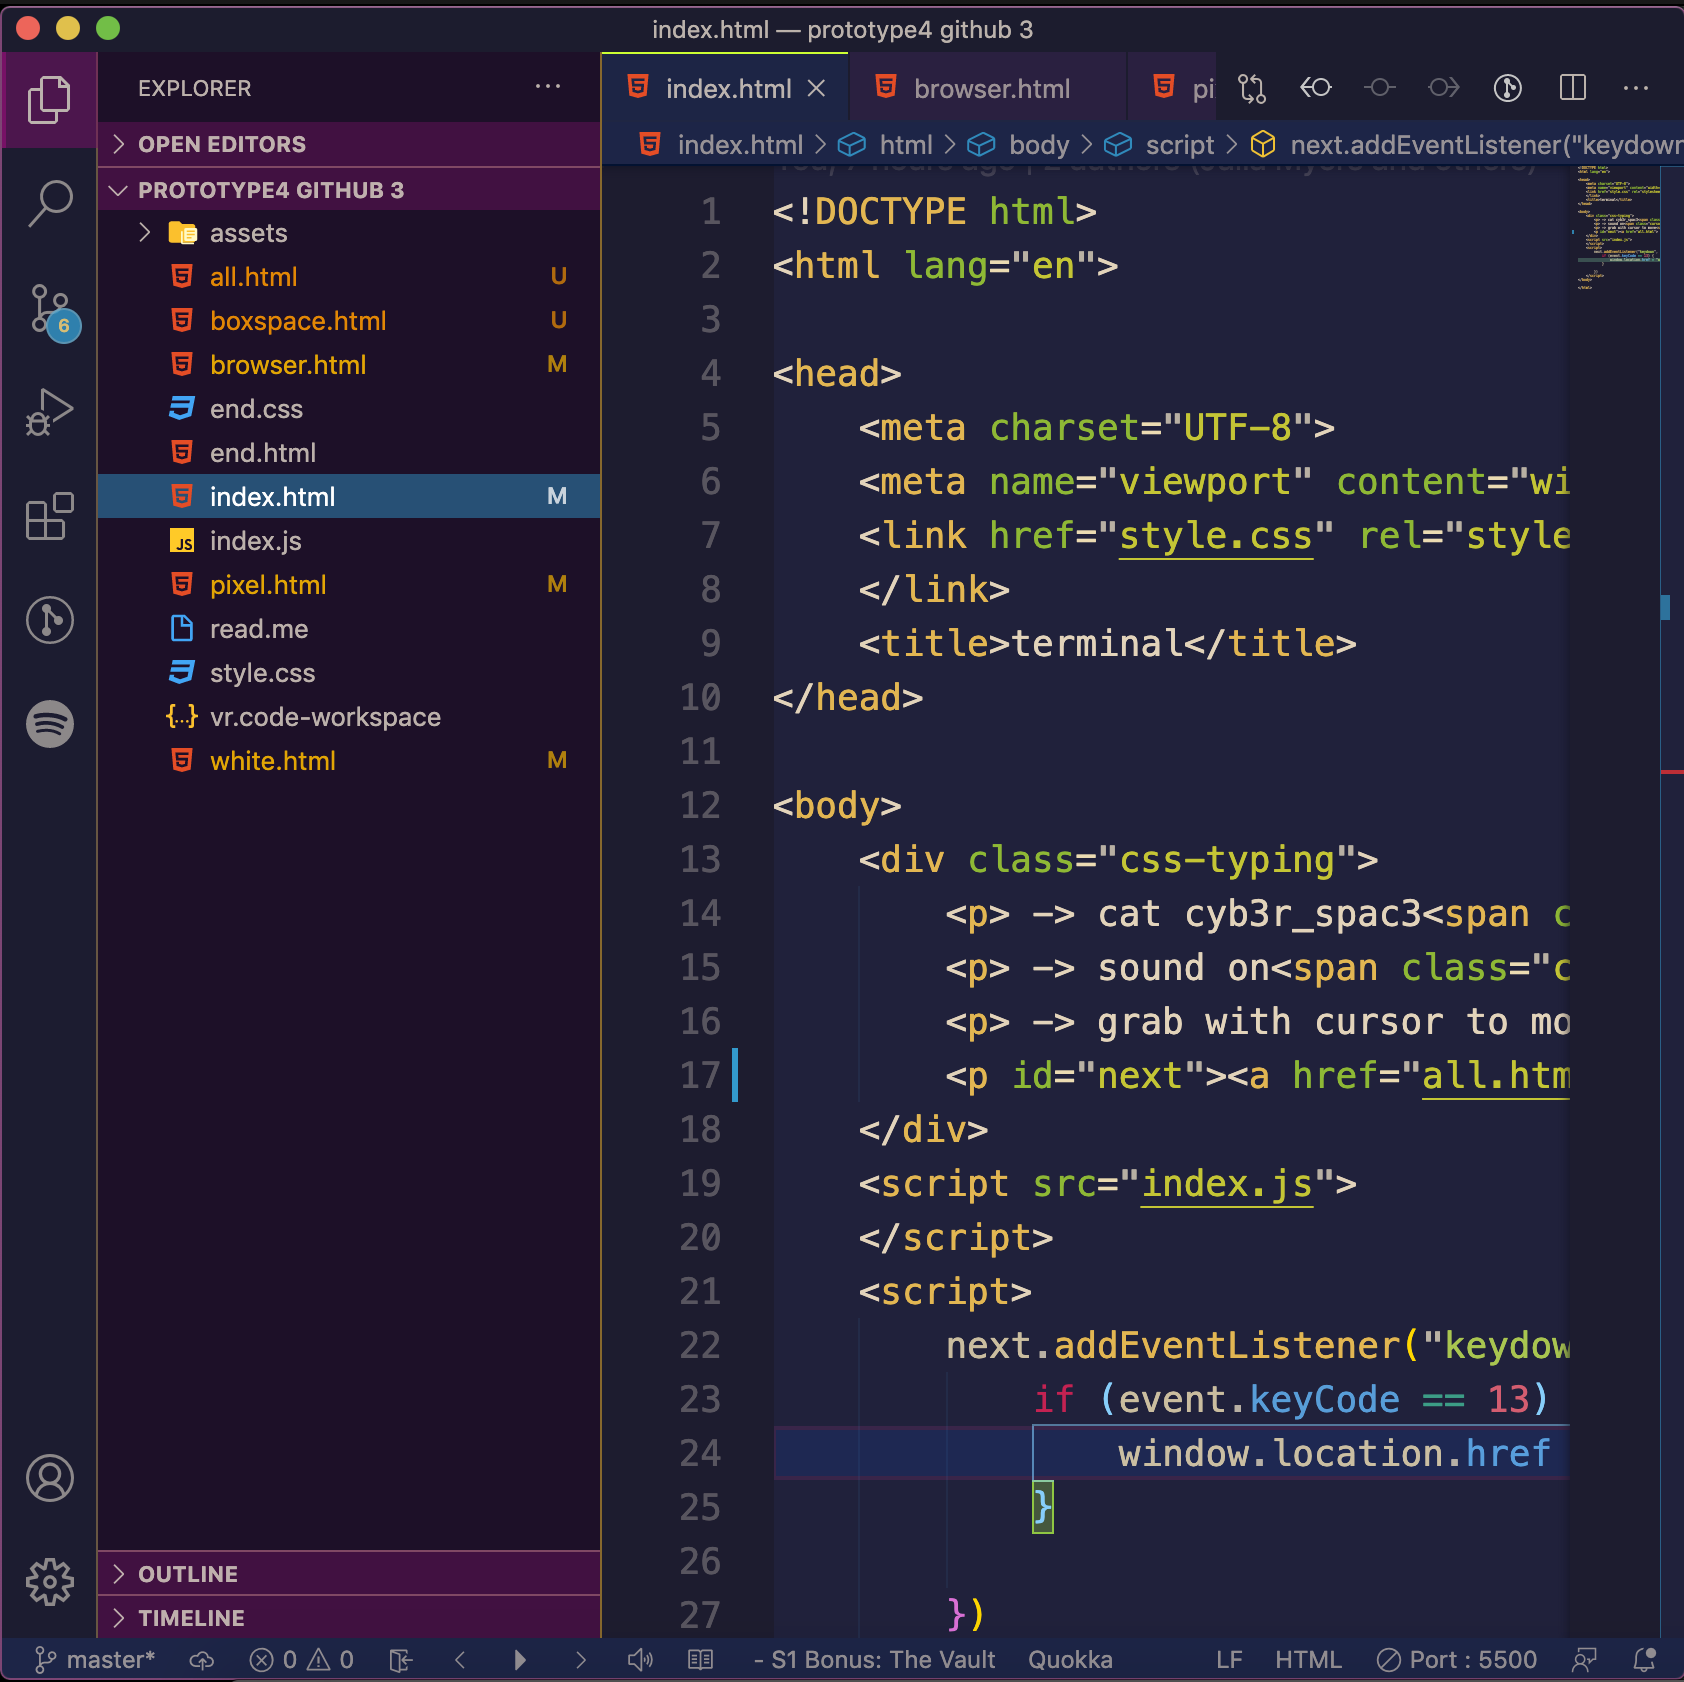 index.html — prototype4 github 3
EXPLORER
OPEN EDITORS
PROTOTYPE4 GITHUB 3
assets
all.html U
boxspace.html U
browser.html M
end.css
end.html
index.html M
index.js
pixel.html M
read.me
style.css
vr.code-workspace
white.html M
OUTLINE
TIMELINE
6
index.html browser.html pi
index.html > html > body > script > next.addEventListener("keydown
1 <!DOCTYPE html>
2 <html lang="en">
3
4 <head>
5 <meta charset="UTF-8">
6 <meta name="viewport" content="wi
7 <link href="style.css" rel="style
8 </link>
9 <title>terminal</title>
10 </head>
11
12 <body>
13 <div class="css-typing">
14 <p> —> cat cyb3r_spac3<span c
15 <p> —> sound on<span class="c
16 <p> —> grab with cursor to mo
17 <p id="next"><a href="all.htm
18 </div>
19 <script src="index.js">
20 </script>
21 <script>
22 next.addEventListener("keydow
23 if (event.keyCode == 13)
24 window.location.href
25 }
26
27 })
master* 0 0 - S1 Bonus: The Vault Quokka LF HTML Port : 5500